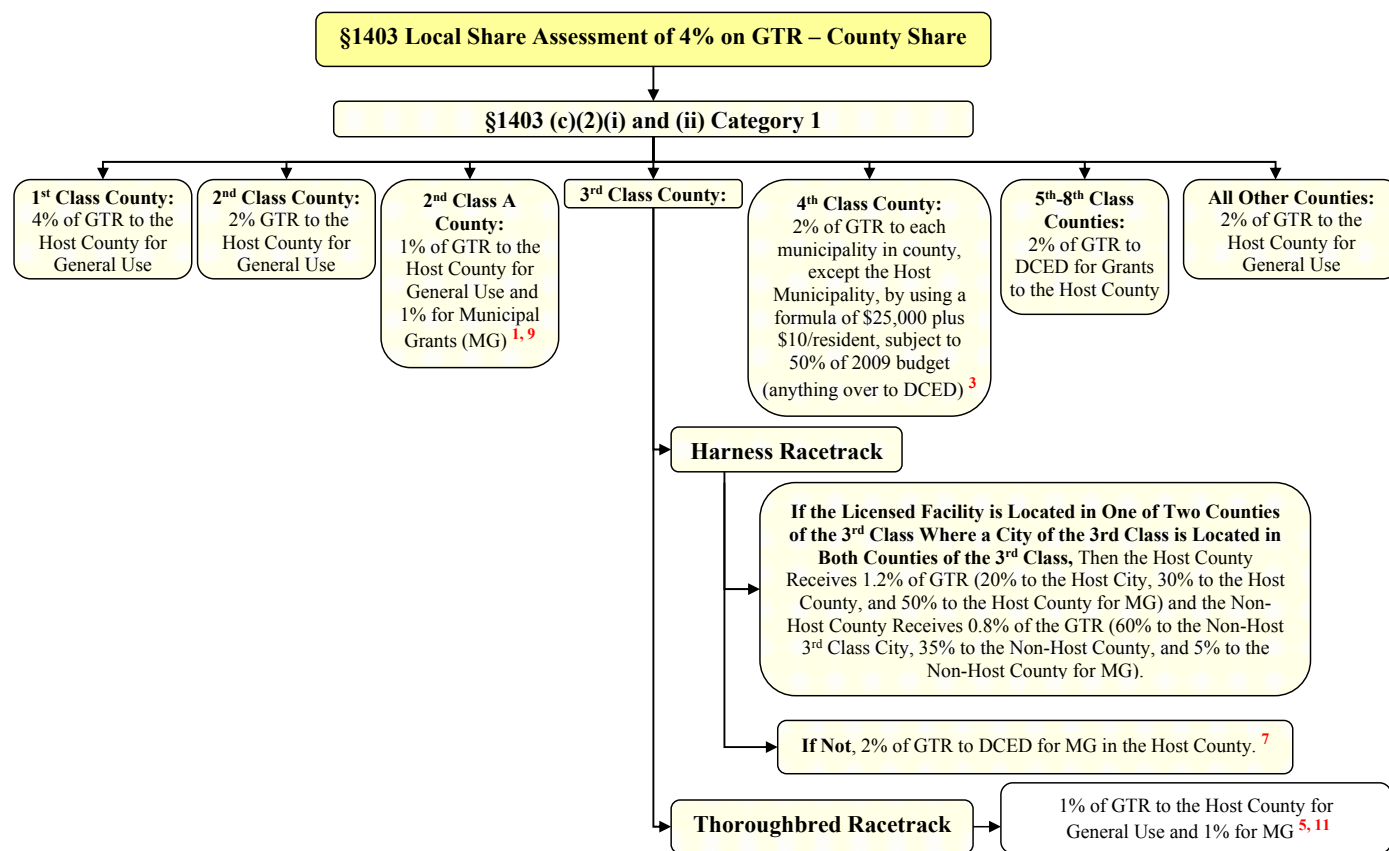 §1403 Local Share Assessment of 4% on GTR – County Share
§1403 (c)(2)(i) and (ii) Category 1
1st Class County:
4% of GTR to the
Host County for
General Use
2nd Class County:
2% GTR to the
Host County for
General Use
2nd Class A
County:
1% of GTR to the
Host County for
General Use and
1% for Municipal
Grants (MG) 1, 9
3rd Class County:
4th Class County:
2% of GTR to each
municipality in county,
except the Host
Municipality, by using a
formula of $25,000 plus
$10/resident, subject to
50% of 2009 budget
(anything over to DCED) 3
5th-8th Class
Counties:
2% of GTR to
DCED for Grants
to the Host County
All Other Counties:
2% of GTR to the
Host County for
General Use
Harness Racetrack
If the Licensed Facility is Located in One of Two Counties
of the 3rd Class Where a City of the 3rd Class is Located in
Both Counties of the 3rd Class, Then the Host County
Receives 1.2% of GTR (20% to the Host City, 30% to the Host
County, and 50% to the Host County for MG) and the Non-
Host County Receives 0.8% of the GTR (60% to the Non-Host
3rd Class City, 35% to the Non-Host County, and 5% to the
Non-Host County for MG).
If Not, 2% of GTR to DCED for MG in the Host County. 7
Thoroughbred Racetrack
1% of GTR to the Host County for
General Use and 1% for MG 5, 11